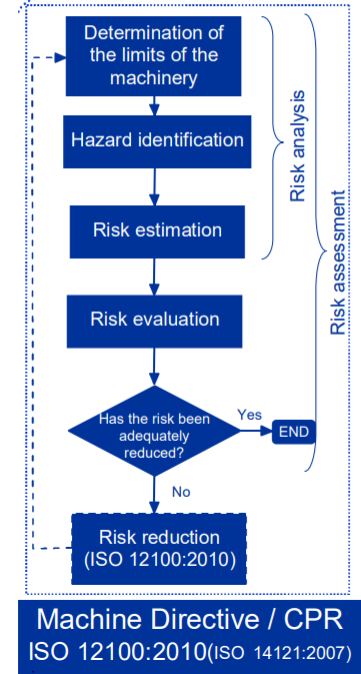 Determination of
the limits of the
machinery
Hazard identification
Risk estimation
Risk analysis
Risk evaluation
Risk assessment
Has the risk been
adequately
reduced?
Yes
END
No
Risk reduction
(ISO 12100:2010)
Machine Directive / CPR
ISO 12100:2010(ISO 14121:2007)